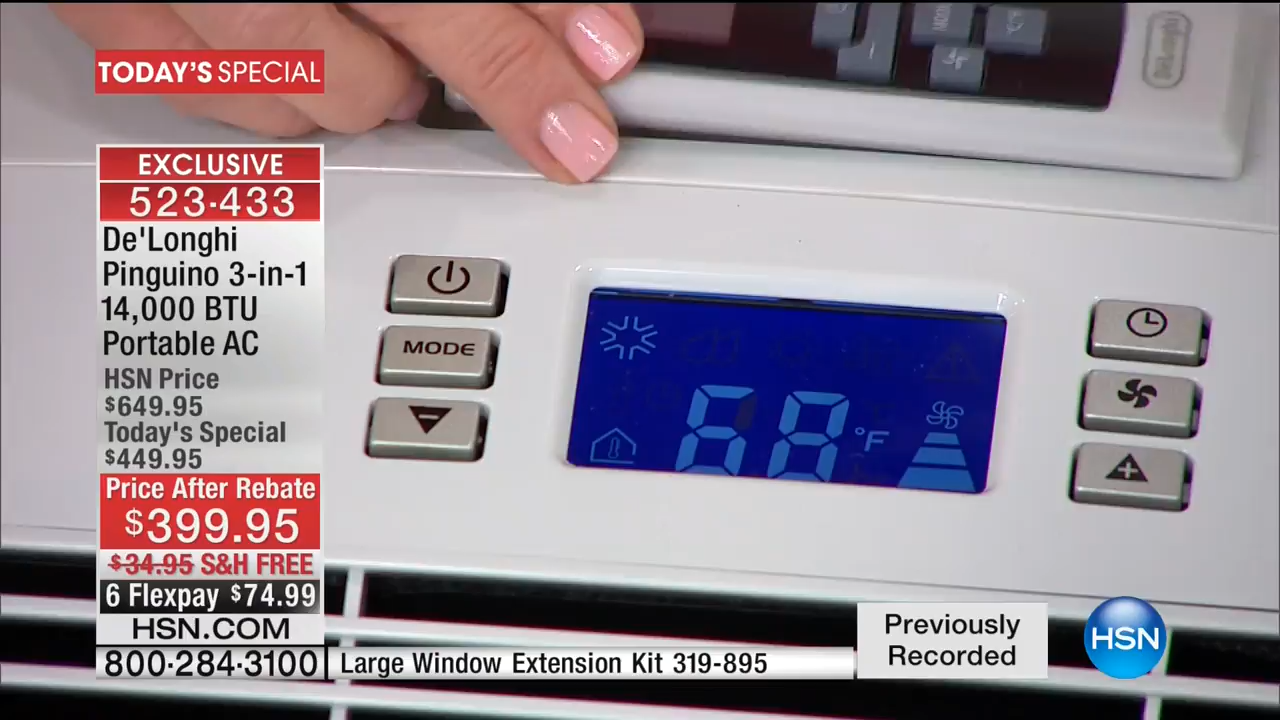 TODAY'S SPECIAL
EXCLUSIVE
523-433
De'Longhi
Pinguino 3-in-1
14,000 BTU
Portable AC
HSN Price
$649.95
Today's Special
$449.95
Price After Rebate
$399.95
$34.95 S&H FREE
6 Flexpay $74.99
HSN.COM
800-284-3100
Large Window Extension Kit 319-895
Previously
Recorded
HSN
DeLonghi
MODE
MODE
68 °F